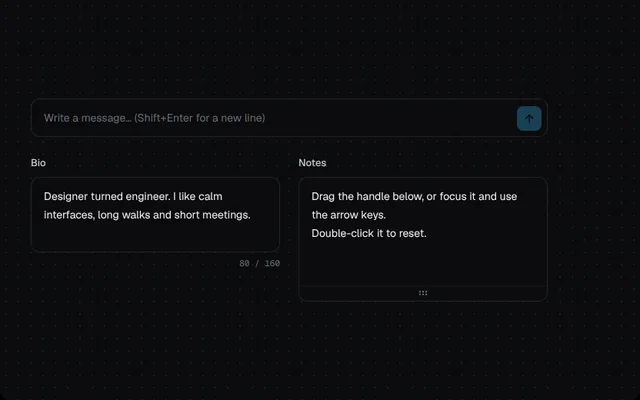 Write a message... (Shift+Enter for a new line)
Bio
Designer turned engineer. I like calm
interfaces, long walks and short meetings.
80 / 160
Notes
Drag the handle below, or focus it and use
the arrow keys.
Double-click it to reset.